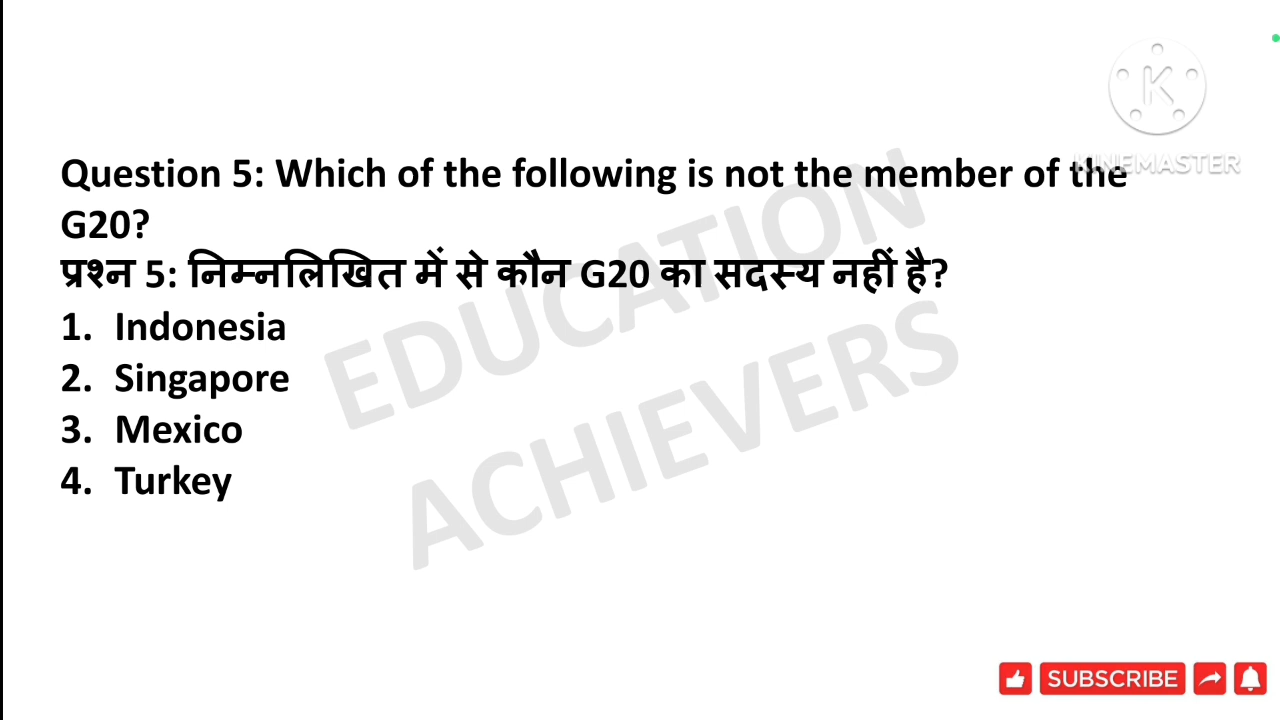 KINEMASTER
Question 5: Which of the following is not the member of the
G20?
प्रश्न 5: निम्नलिखित में से कौन G20 का सदस्य नहीं है?
1. Indonesia
2. Singapore
3. Mexico
4. Turkey
EDUCATION
ACHIEVERS
SUBSCRIBE